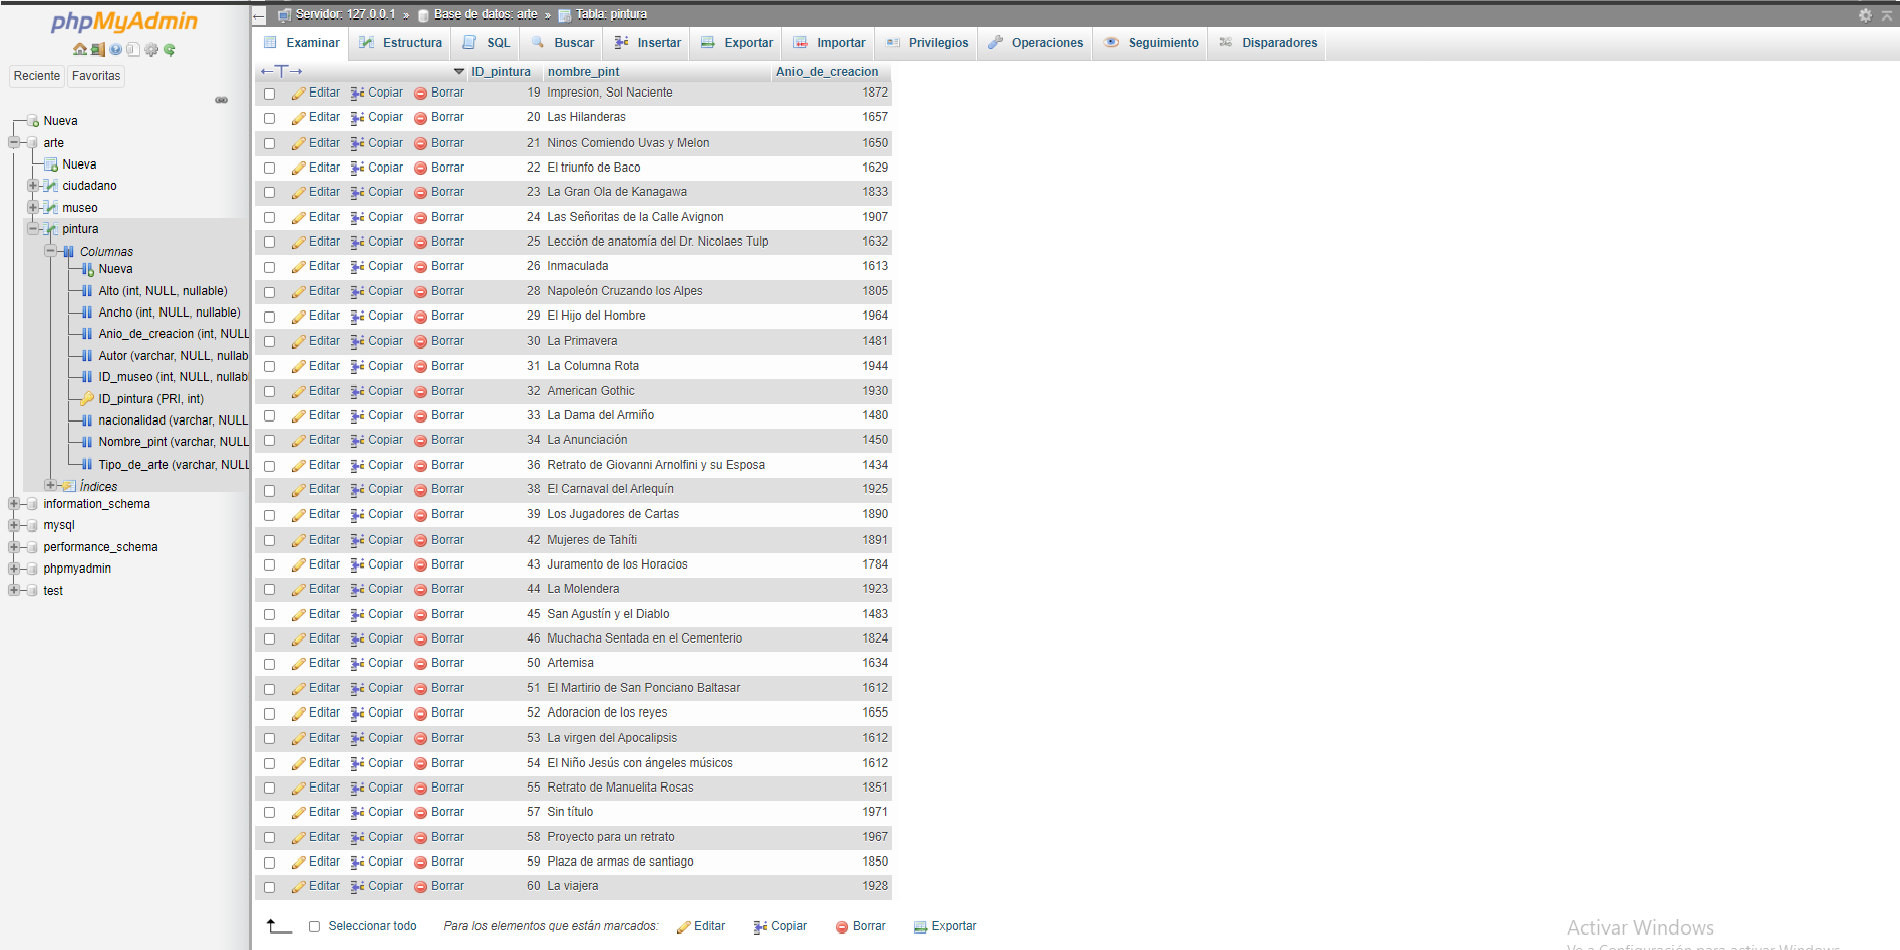 phpMyAdmin
Reciente Favoritas
Nueva
arte
Nueva
ciudadano
museo
pintura
Columnas
Nueva
Alto (int, NULL, nullable)
Ancho (int, NULL, nullable)
Anio_de_creacion (int, NULL
Autor (varchar, NULL, nullab
ID_museo (int, NULL, nullabl
ID_pintura (PRI, int)
nacionalidad (varchar, NULL
Nombre_pint (varchar, NULL
Tipo_de_arte (varchar, NULL
Índices
information_schema
mysql
performance_schema
phpmyadmin
test
Servidor: 127.0.0.1 » Base de datos: arte » Tabla: pintura
Examinar Estructura SQL Buscar Insertar Exportar Importar Privilegios Operaciones Seguimiento Disparadores
←T→ ID_pintura nombre_pint Anio_de_creacion
Editar Copiar Borrar 19 Impresion, Sol Naciente 1872
Editar Copiar Borrar 20 Las Hilanderas 1657
Editar Copiar Borrar 21 Ninos Comiendo Uvas y Melon 1650
Editar Copiar Borrar 22 El triunfo de Baco 1629
Editar Copiar Borrar 23 La Gran Ola de Kanagawa 1833
Editar Copiar Borrar 24 Las Señoritas de la Calle Avignon 1907
Editar Copiar Borrar 25 Lección de anatomía del Dr. Nicolaes Tulp 1632
Editar Copiar Borrar 26 Inmaculada 1613
Editar Copiar Borrar 28 Napoleón Cruzando los Alpes 1805
Editar Copiar Borrar 29 El Hijo del Hombre 1964
Editar Copiar Borrar 30 La Primavera 1481
Editar Copiar Borrar 31 La Columna Rota 1944
Editar Copiar Borrar 32 American Gothic 1930
Editar Copiar Borrar 33 La Dama del Armiño 1480
Editar Copiar Borrar 34 La Anunciación 1450
Editar Copiar Borrar 36 Retrato de Giovanni Arnolfini y su Esposa 1434
Editar Copiar Borrar 38 El Carnaval del Arlequín 1925
Editar Copiar Borrar 39 Los Jugadores de Cartas 1890
Editar Copiar Borrar 42 Mujeres de Tahíti 1891
Editar Copiar Borrar 43 Juramento de los Horacios 1784
Editar Copiar Borrar 44 La Molendera 1923
Editar Copiar Borrar 45 San Agustín y el Diablo 1483
Editar Copiar Borrar 46 Muchacha Sentada en el Cementerio 1824
Editar Copiar Borrar 50 Artemisa 1634
Editar Copiar Borrar 51 El Martirio de San Ponciano Baltasar 1612
Editar Copiar Borrar 52 Adoracion de los reyes 1655
Editar Copiar Borrar 53 La virgen del Apocalipsis 1612
Editar Copiar Borrar 54 El Niño Jesús con ángeles músicos 1612
Editar Copiar Borrar 55 Retrato de Manuelita Rosas 1851
Editar Copiar Borrar 57 Sin título 1971
Editar Copiar Borrar 58 Proyecto para un retrato 1967
Editar Copiar Borrar 59 Plaza de armas de santiago 1850
Editar Copiar Borrar 60 La viajera 1928
Seleccionar todo Para los elementos que están marcados: Editar Copiar Borrar Exportar
Activar Windows
Ve a Configuración para activar Windows.